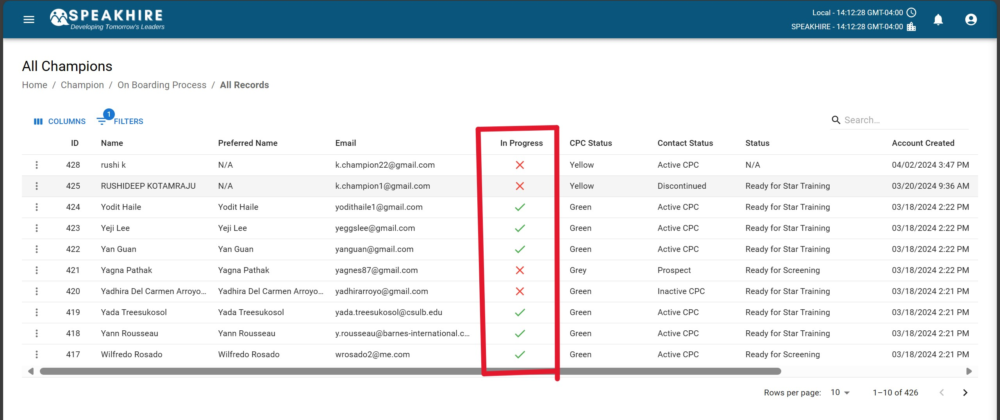 SPEAKHIRE
Developing Tomorrow's Leaders
Local - 14:12:28 GMT-04:00
SPEAKHIRE - 14:12:28 GMT-04:00
All Champions
Home / Champion / On Boarding Process / All Records
COLUMNS 1 FILTERS Search...
ID Name Preferred Name Email In Progress CPC Status Contact Status Status Account Created
428 rushi k N/A k.champion22@gmail.com Yellow Active CPC N/A 04/02/2024 3:47 PM
425 RUSHIDEEP KOTAMRAJU N/A k.champion1@gmail.com Yellow Discontinued Ready for Star Training 03/20/2024 9:36 AM
424 Yodit Haile Yodit Haile yodithaile1@gmail.com Green Active CPC Ready for Star Training 03/18/2024 2:22 PM
423 Yeji Lee Yeji Lee yeggslee@gmail.com Green Active CPC Ready for Star Training 03/18/2024 2:22 PM
422 Yan Guan Yan Guan yanguan@gmail.com Green Active CPC Ready for Star Training 03/18/2024 2:22 PM
421 Yagna Pathak Yagna Pathak yagnes87@gmail.com Grey Prospect Ready for Screening 03/18/2024 2:22 PM
420 Yadhira Del Carmen Arroyo... Yadhira Del Carmen Arroyo... yadhirarroyo@gmail.com Green Inactive CPC Ready for Star Training 03/18/2024 2:21 PM
419 Yada Treesukosol Yada Treesukosol yada.treesukosol@csulb.edu Green Active CPC Ready for Star Training 03/18/2024 2:21 PM
418 Yann Rousseau Yann Rousseau y.rousseau@barnes-international.c... Green Active CPC Ready for Star Training 03/18/2024 2:21 PM
417 Wilfredo Rosado Wilfredo Rosado wrosado2@me.com Green Active CPC Ready for Screening 03/18/2024 2:21 PM
Rows per page: 10 1–10 of 426